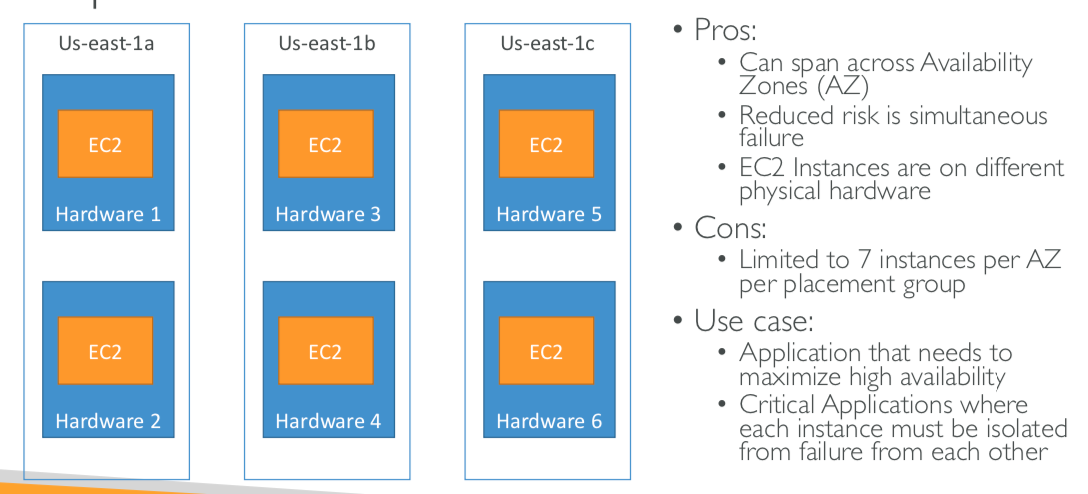 Us-east-1a
Us-east-1b
Us-east-1c
EC2
EC2
EC2
Hardware 1
Hardware 3
Hardware 5
EC2
EC2
EC2
Hardware 2
Hardware 4
Hardware 6
• Pros:
• Can span across Availability
Zones (AZ)
• Reduced risk is simultaneous
failure
• EC2 Instances are on different
physical hardware
• Cons:
• Limited to 7 instances per AZ
per placement group
• Use case:
• Application that needs to
maximize high availability
• Critical Applications where
each instance must be isolated
from failure from each other